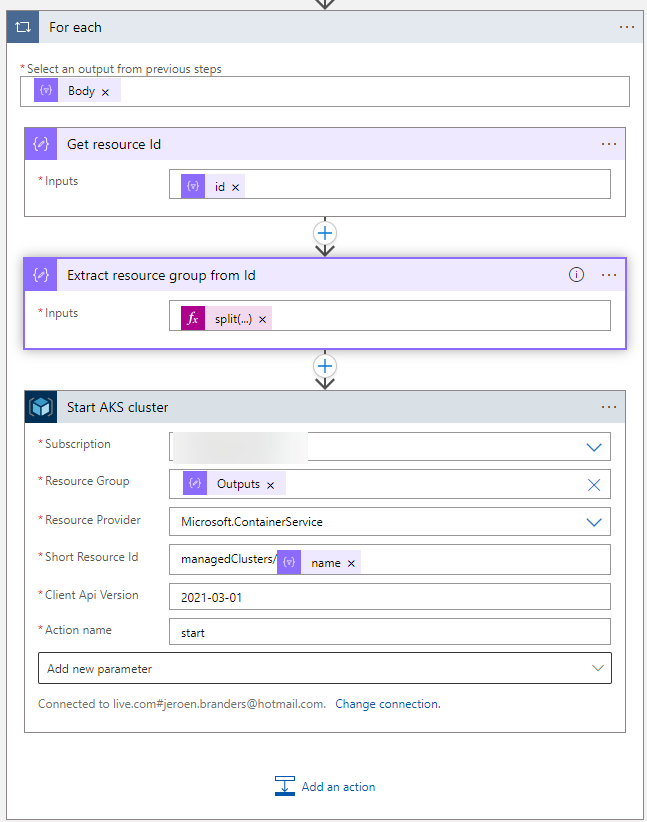 For each
* Select an output from previous steps
Body ×
Get resource Id
* Inputs
id ×
Extract resource group from Id
* Inputs
fx split(...) ×
Start AKS cluster
* Subscription
* Resource Group
Outputs ×
* Resource Provider
Microsoft.ContainerService
* Short Resource Id
managedClusters/ name ×
* Client Api Version
2021-03-01
* Action name
start
Add new parameter
Connected to live.com#jeroen.branders@hotmail.com. Change connection.
Add an action